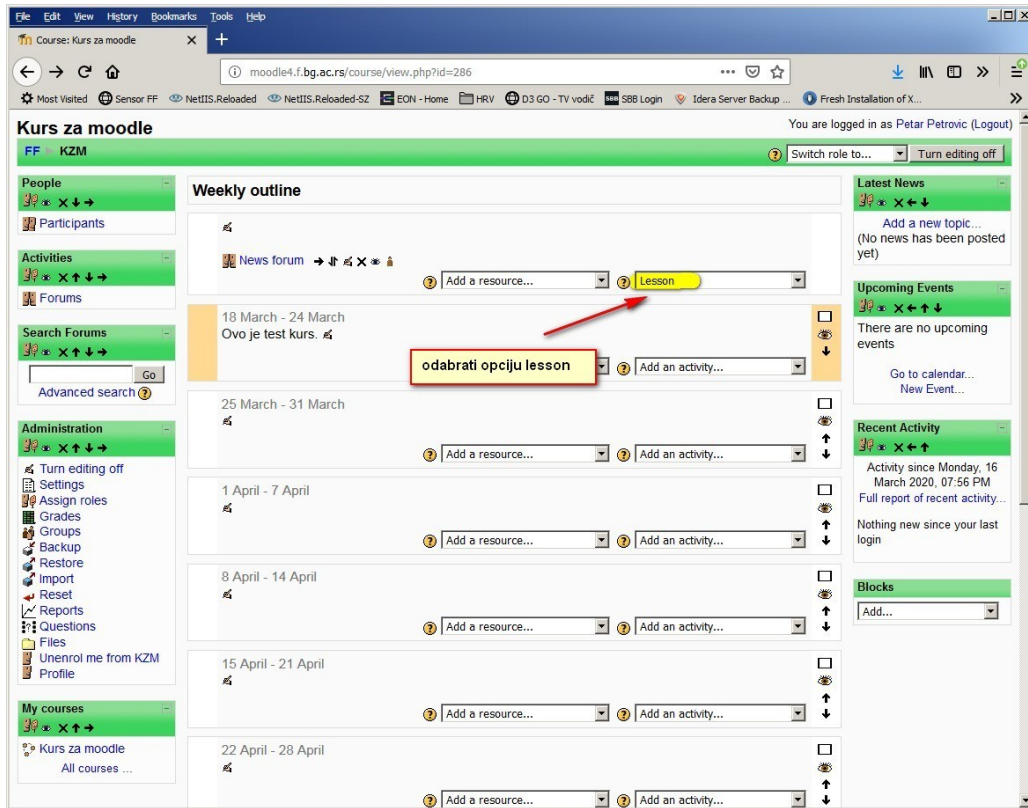 File Edit View History Bookmarks Tools Help
Course: Kurs za moodle
moodle4.f.bg.ac.rs/course/view.php?id=286
Most Visited Sensor FF NetIIS.Reloaded NetIIS.Reloaded-SZ EON - Home HRV D3 GO - TV vodič SBB Login Idera Server Backup ... Fresh Installation of X...
Kurs za moodle
You are logged in as Petar Petrovic (Logout)
FF KZM
Switch role to... Turn editing off
People
Participants
Activities
Forums
Search Forums
Go
Advanced search
Administration
Turn editing off
Settings
Assign roles
Grades
Groups
Backup
Restore
Import
Reset
Reports
Questions
Files
Unenrol me from KZM
Profile
My courses
Kurs za moodle
All courses ...
Weekly outline
News forum
Add a resource... Lesson
18 March - 24 March
Ovo je test kurs.
odabrati opciju lesson
Add an activity...
25 March - 31 March
Add a resource... Add an activity...
1 April - 7 April
Add a resource... Add an activity...
8 April - 14 April
Add a resource... Add an activity...
15 April - 21 April
Add a resource... Add an activity...
22 April - 28 April
Add a resource... Add an activity...
Latest News
Add a new topic...
(No news has been posted
yet)
Upcoming Events
There are no upcoming
events
Go to calendar...
New Event...
Recent Activity
Activity since Monday, 16
March 2020, 07:56 PM
Full report of recent activity...
Nothing new since your last
login
Blocks
Add...